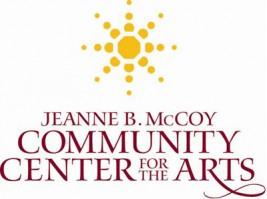 JEANNE B. McCOY
COMMUNITY
CENTER FOR THE ARTS